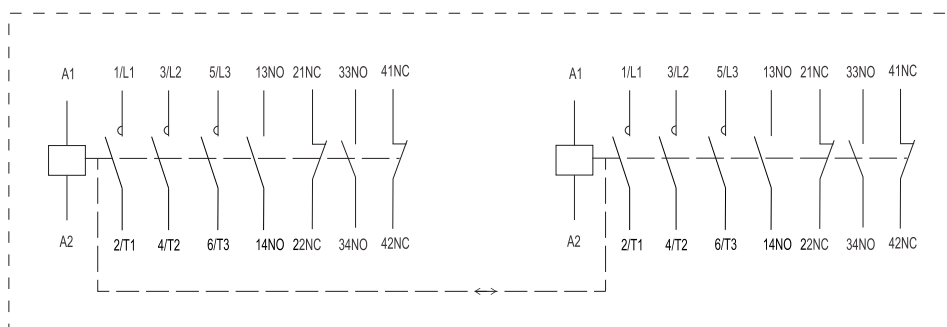 A1 1/L1 3/L2 5/L3 13NO 21NC 33NO 41NC
A2 2/T1 4/T2 6/T3 14NO 22NC 34NO 42NC
A1 1/L1 3/L2 5/L3 13NO 21NC 33NO 41NC
A2 2/T1 4/T2 6/T3 14NO 22NC 34NO 42NC